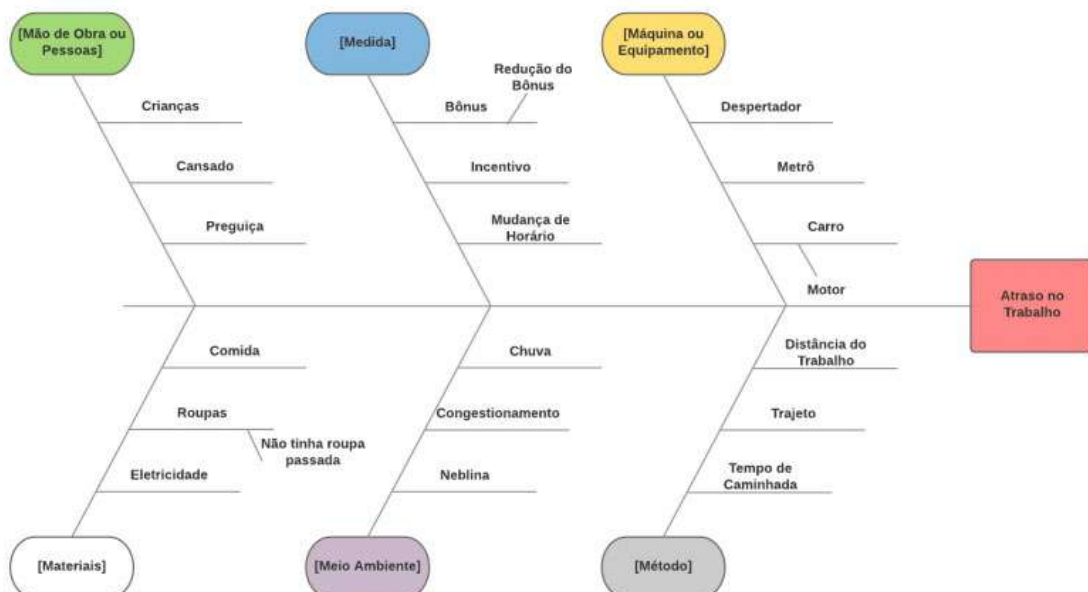 [Mão de Obra ou
Pessoas]
[Medida]
[Máquina ou
Equipamento]
Redução do
Bônus
Crianças
Bônus
Despertador
Cansado
Incentivo
Metrô
Preguiça
Mudança de
Horário
Carro
Motor
Atraso no
Trabalho
Comida
Chuva
Distância do
Trabalho
Roupas
Congestionamento
Trajeto
Não tinha roupa
passada
Eletricidade
Neblina
Tempo de
Caminhada
[Materiais]
[Meio Ambiente]
[Método]